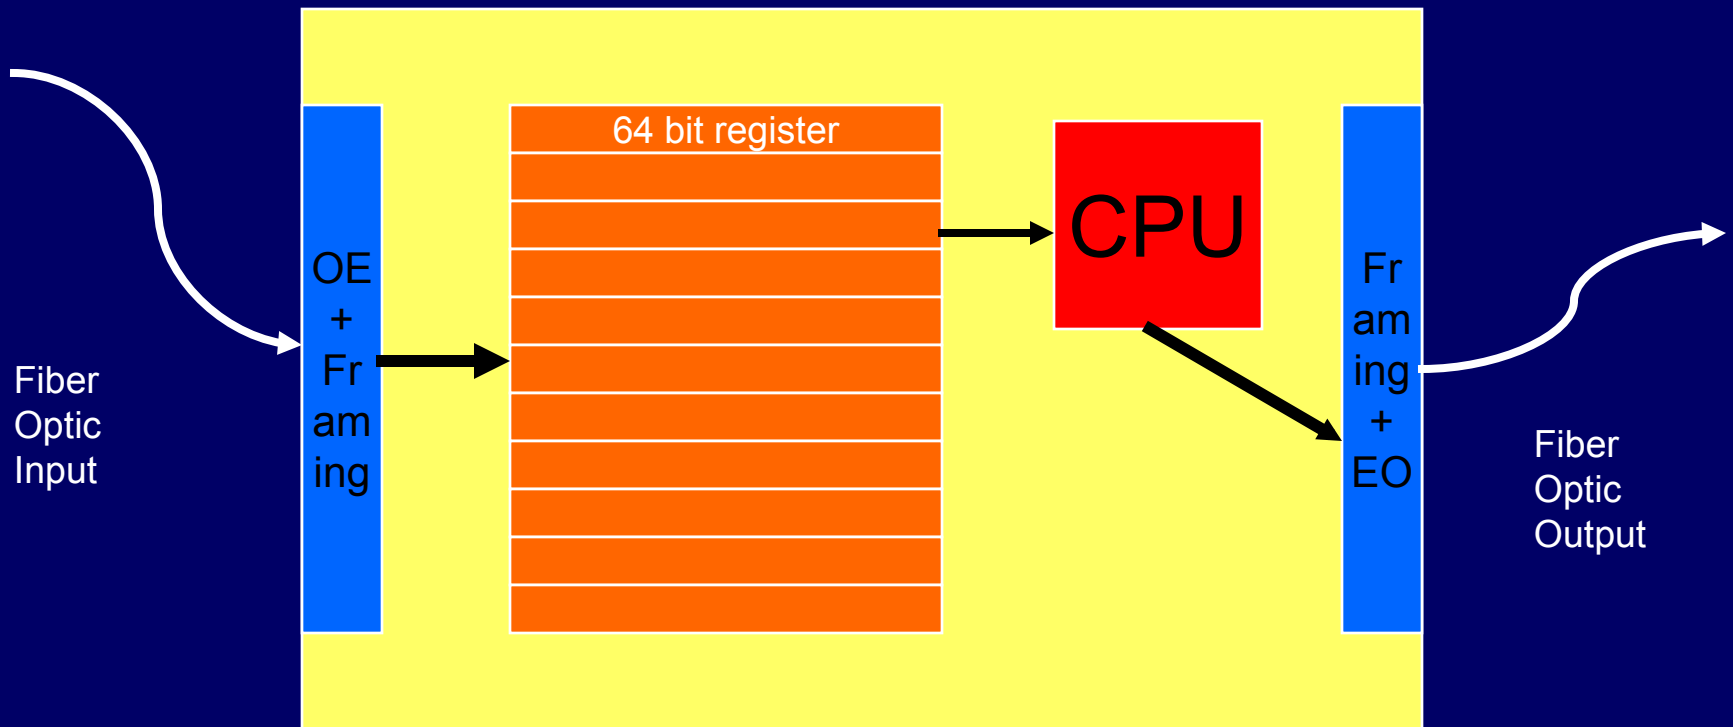 Fiber
Optic
Input
OE
+
Fr
am
ing
64 bit register
CPU
Fr
am
ing
+
EO
Fiber
Optic
Output